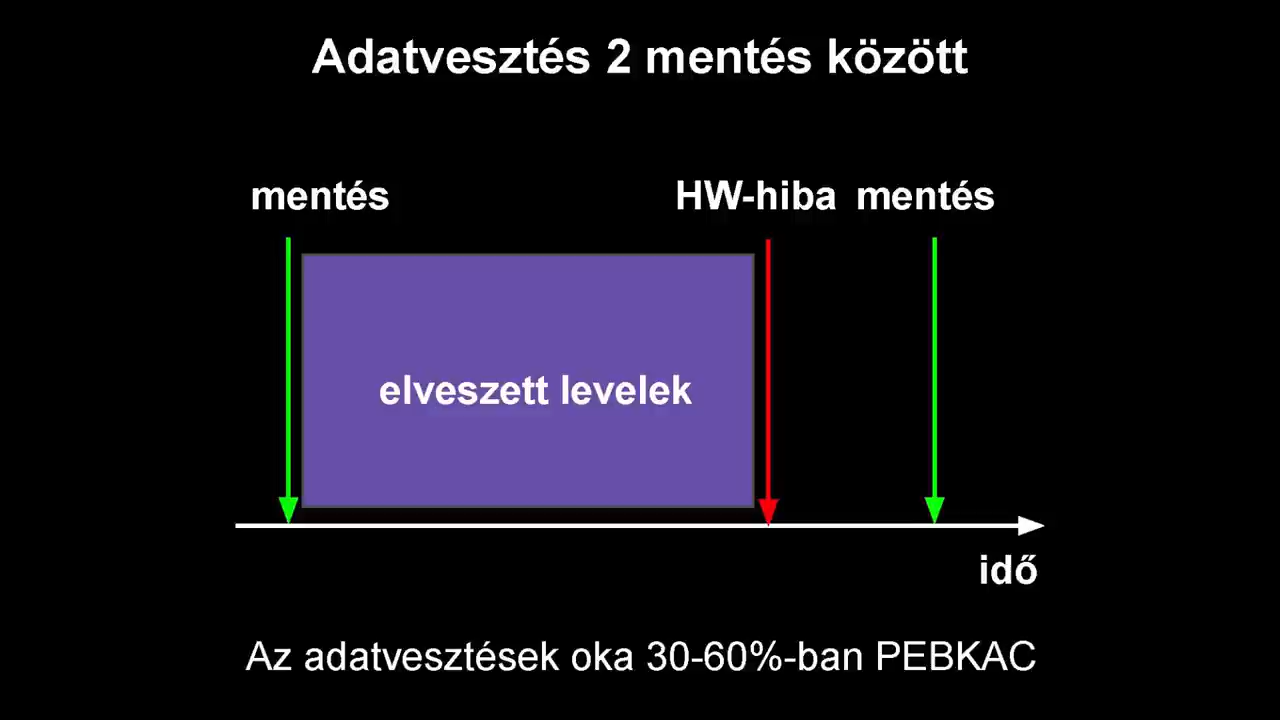 Adatvesztés 2 mentés között
mentés
HW-hiba
mentés
elveszett levelek
idő
Az adatvesztések oka 30-60%-ban PEBKAC